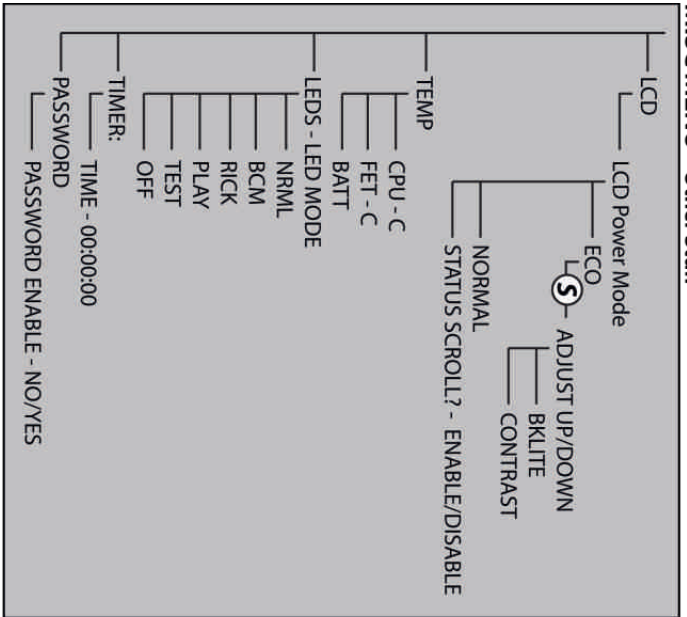 LCD
LCD Power Mode
ECO
S
ADJUST UP/DOWN
BKLITE
CONTRAST
NORMAL
STATUS SCROLL? - ENABLE/DISABLE
TEMP
CPU - C
FET - C
BATT
LEDS - LED MODE
NRML
BCM
RICK
PLAY
TEST
OFF
TIMER:
TIME - 00:00:00
PASSWORD
PASSWORD ENABLE - NO/YES